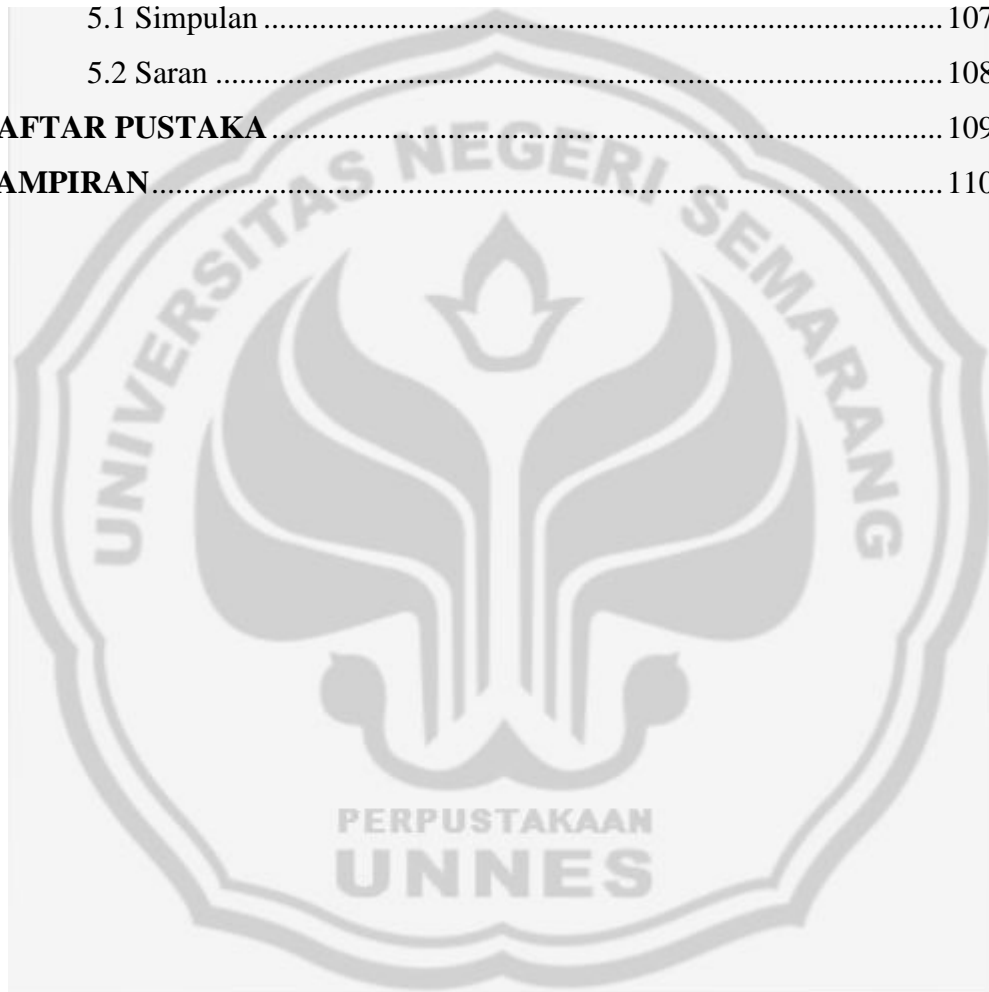 5.1 Simpulan ........................................................................................ 107
5.2 Saran .............................................................................................. 108
AFTAR PUSTAKA ...................................................................................... 109
AMPIRAN .................................................................................................... 110
UNIVERSITAS NEGERI SEMARANG
PERPUSTAKAAN
UNNES